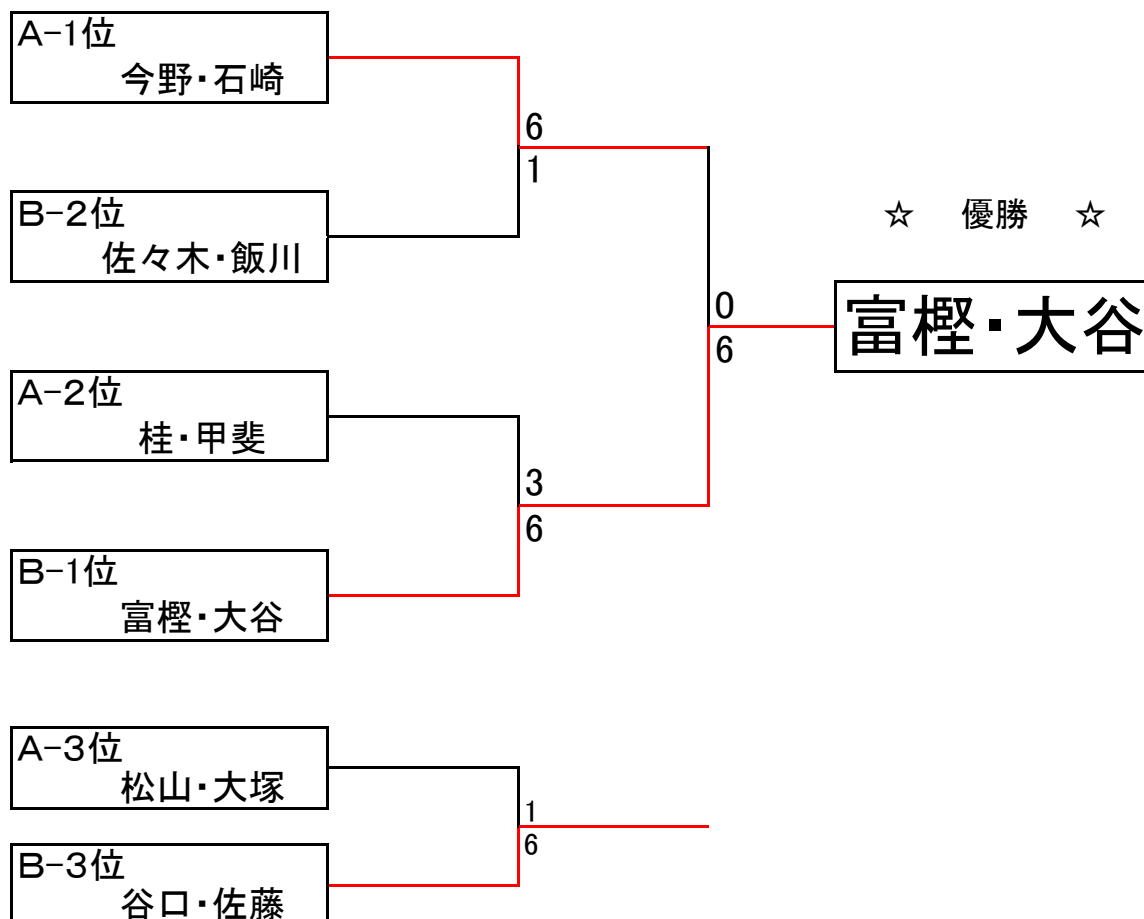 A-1位
今野・石崎
6
1
B-2位
佐々木・飯川
☆　優勝　☆
0
富樫・大谷
6
A-2位
桂・甲斐
3
6
B-1位
富樫・大谷
A-3位
松山・大塚
1
6
B-3位
谷口・佐藤